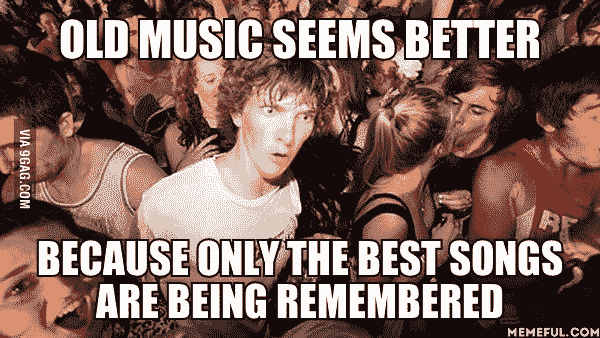 OLD MUSIC SEEMS BETTER
VIA 9GAG.COM
BECAUSE ONLY THE BEST SONGS
ARE BEING REMEMBERED
MEMEFUL.COM